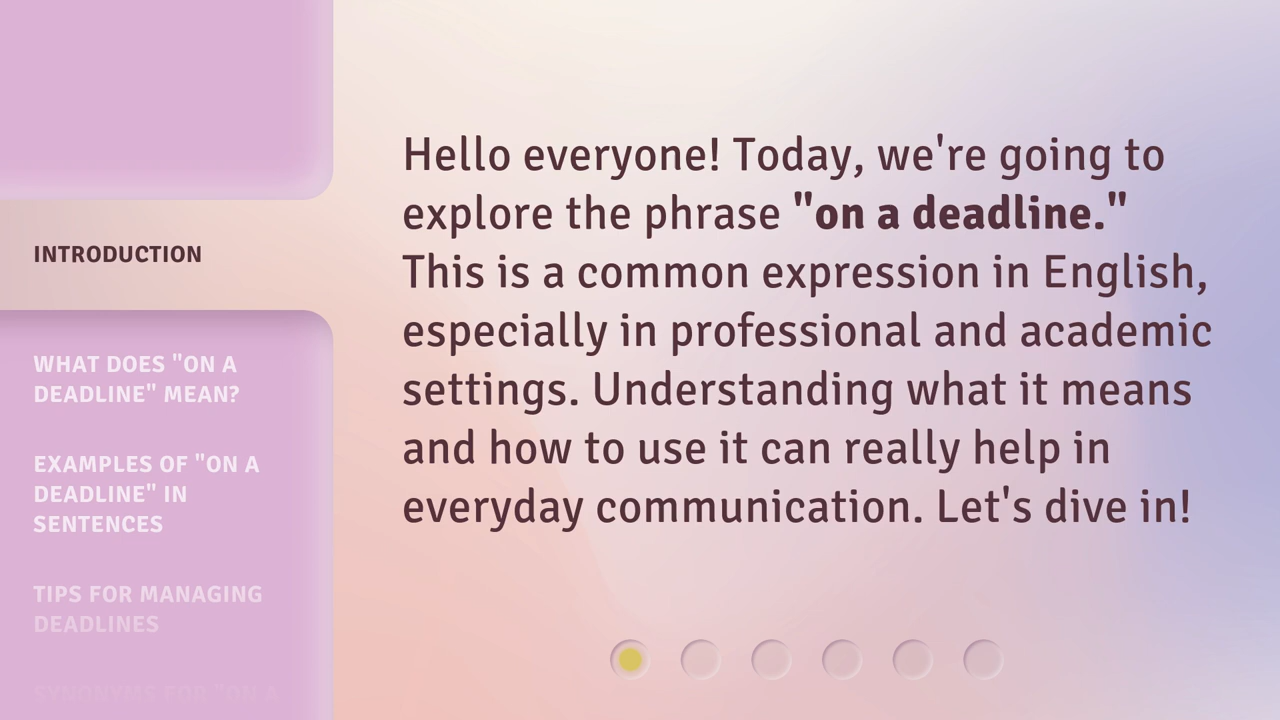 INTRODUCTION
WHAT DOES "ON A
DEADLINE" MEAN?
EXAMPLES OF "ON A
DEADLINE" IN
SENTENCES
TIPS FOR MANAGING
DEADLINES
SYNONYMS FOR "ON A
Hello everyone! Today, we're going to
explore the phrase "on a deadline."
This is a common expression in English,
especially in professional and academic
settings. Understanding what it means
and how to use it can really help in
everyday communication. Let's dive in!